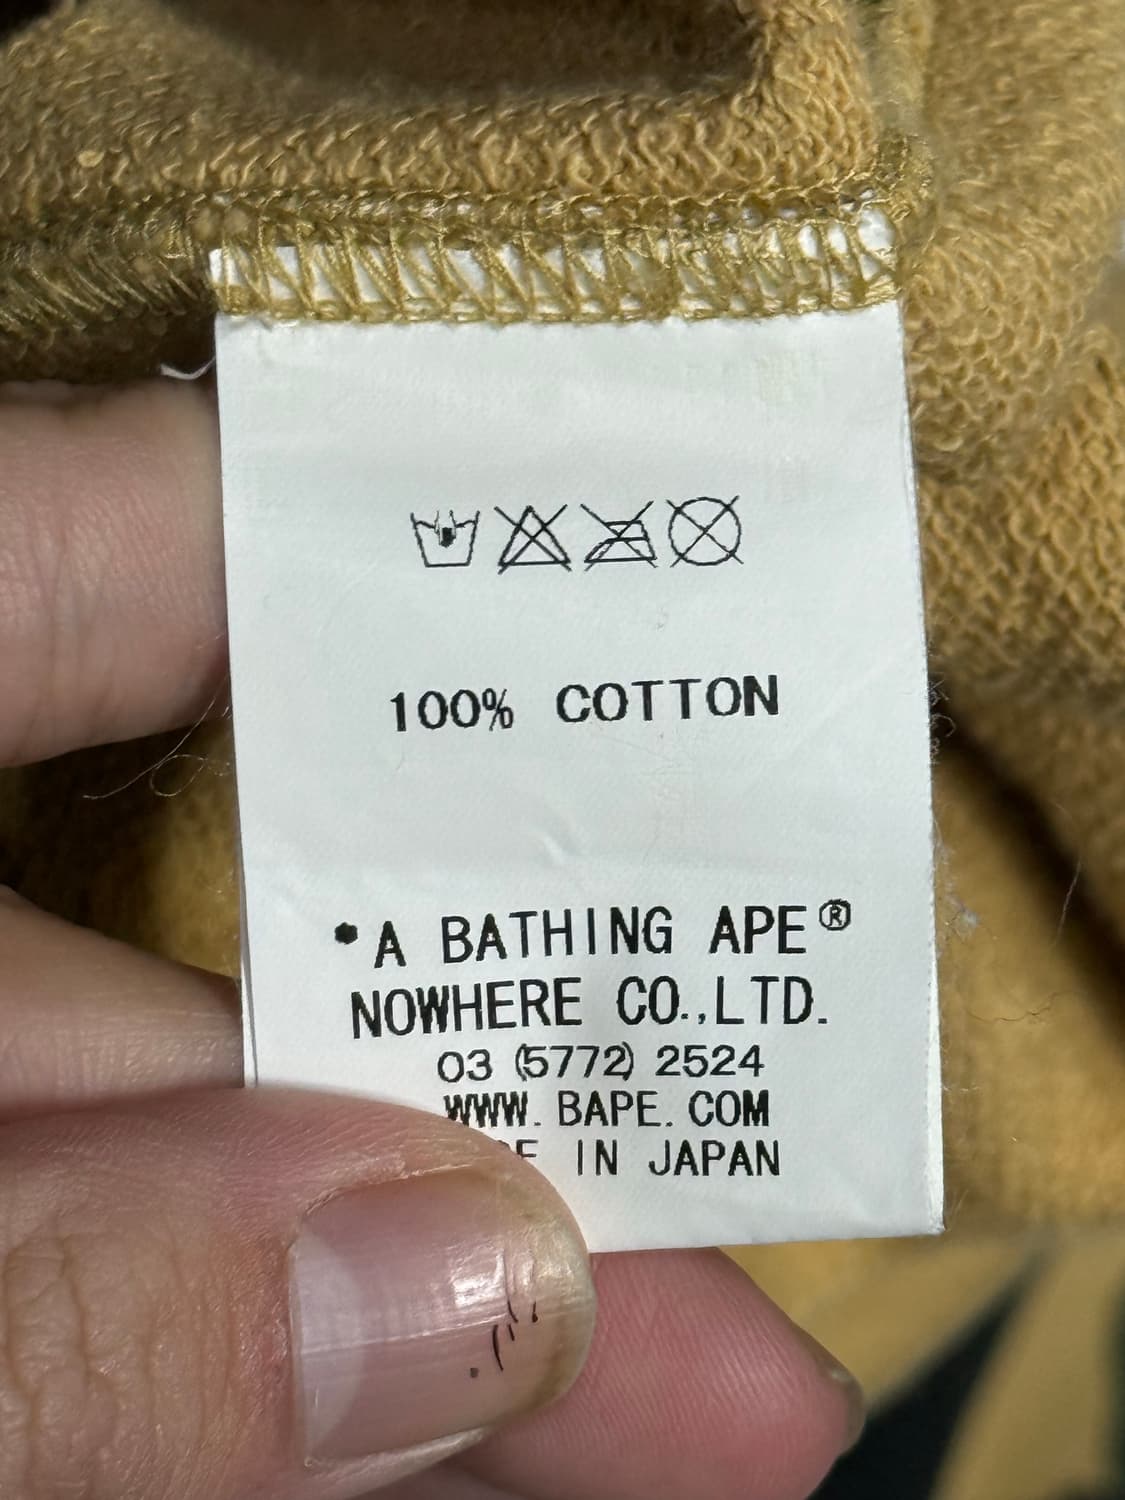 100% COTTON
•A BATHING APE®
NOWHERE CO.,LTD.
03 (5772) 2524
WWW. BAPE. COM
IN JAPAN